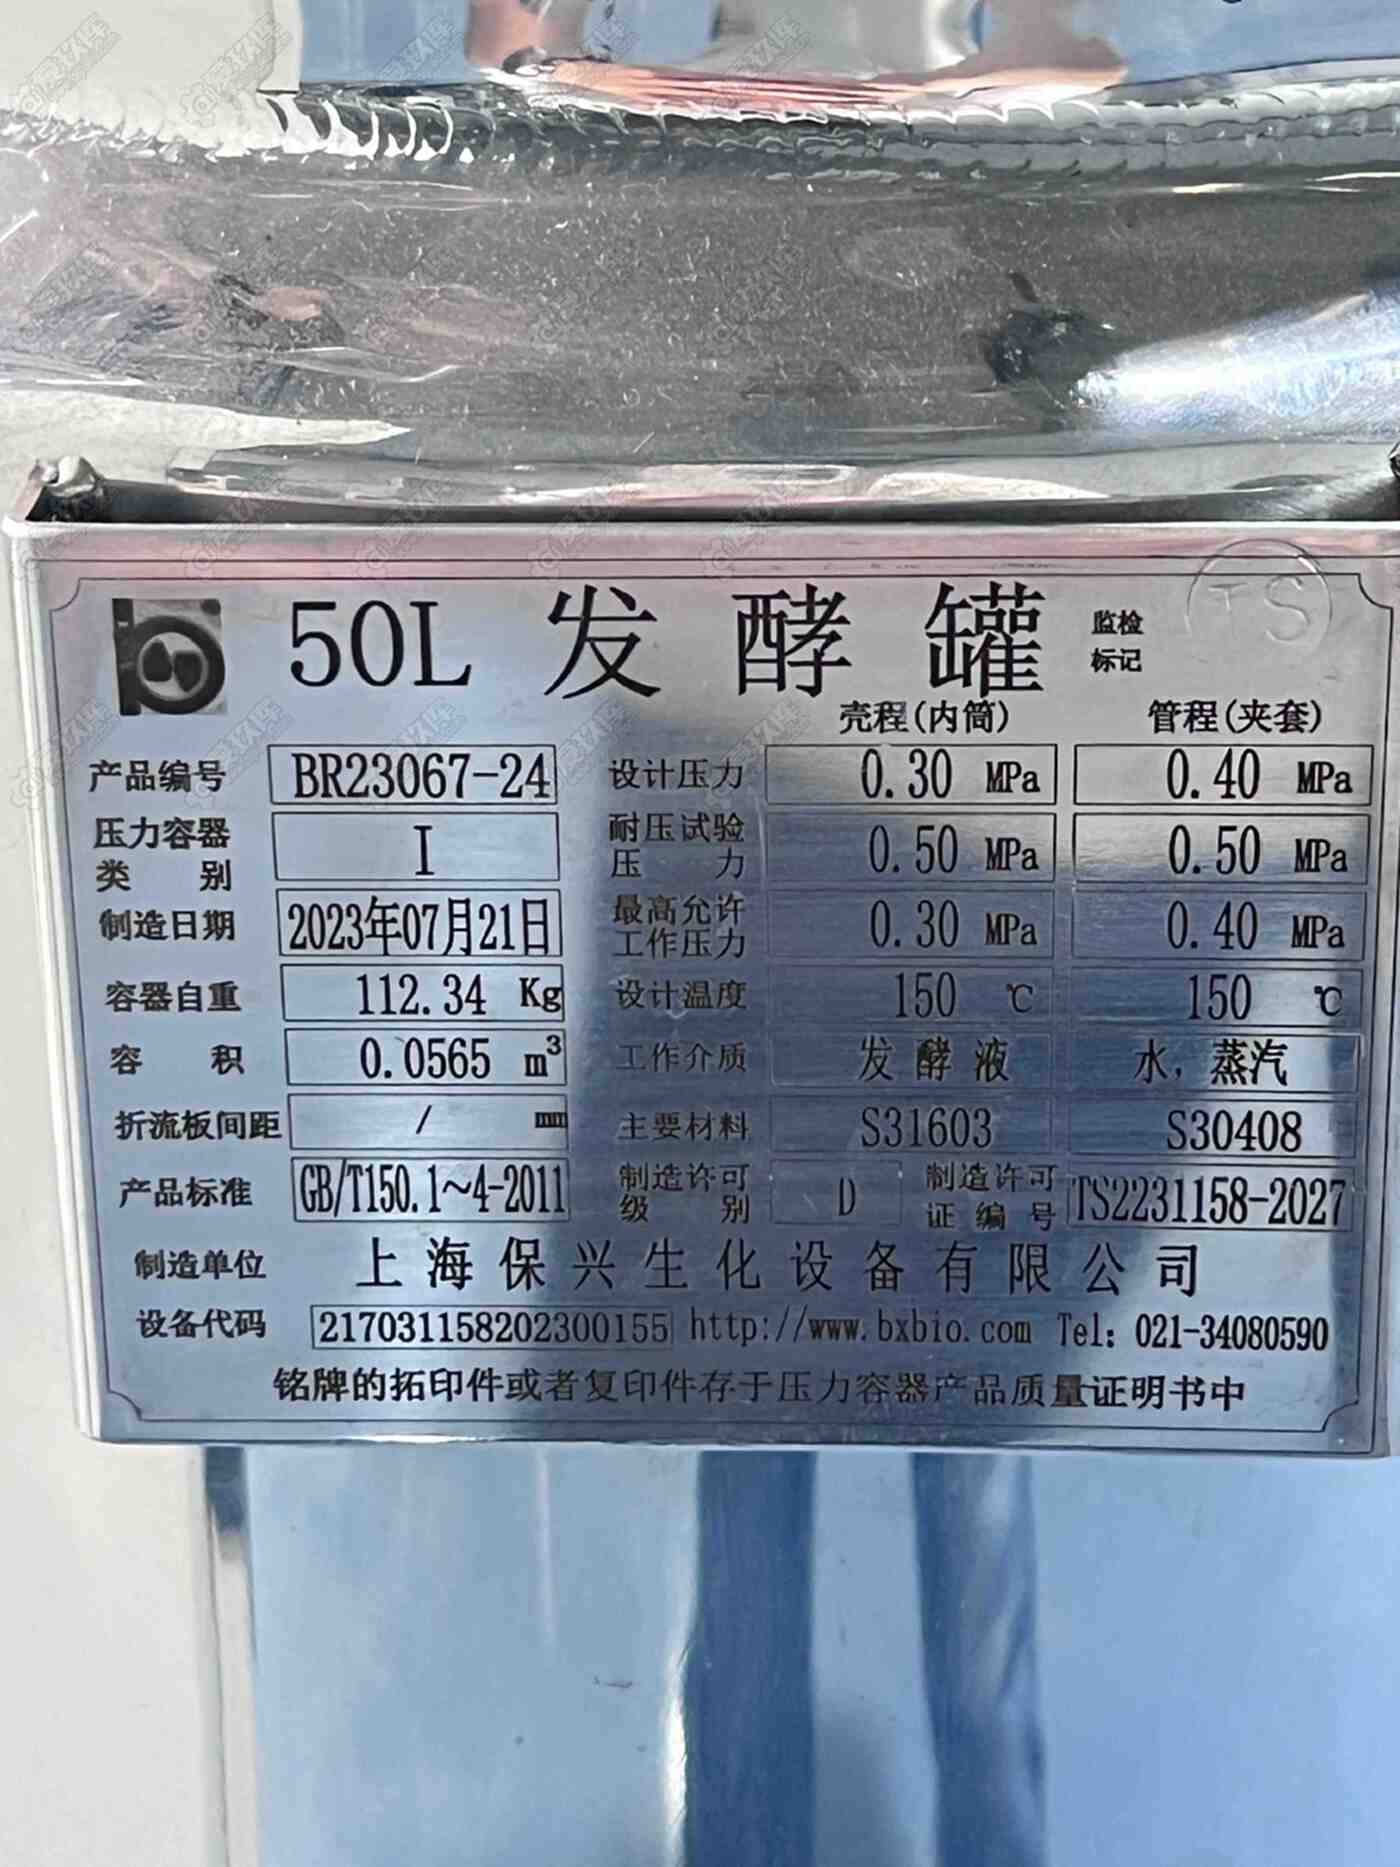 50L 发酵罐 监检标记 TS
壳程(内筒) 管程(夹套)
产品编号 BR23067-24 设计压力 0.30 MPa 0.40 MPa
压力容器类别 I 耐压试验压力 0.50 MPa 0.50 MPa
制造日期 2023年07月21日 最高允许工作压力 0.30 MPa 0.40 MPa
容器自重 112.34 Kg 设计温度 150 ℃ 150 ℃
容积 0.0565 m³ 工作介质 发酵液 水，蒸汽
折流板间距 / mm 主要材料 S31603 S30408
产品标准 GB/T150.1~4-2011 制造许可级别 D 制造许可证编号 TS2231158-2027
制造单位 上海保兴生化设备有限公司
设备代码 217031158202300155 http://www.bxbio.com Tel: 021-34080590
铭牌的拓印件或者复印件存于压力容器产品质量证明书中